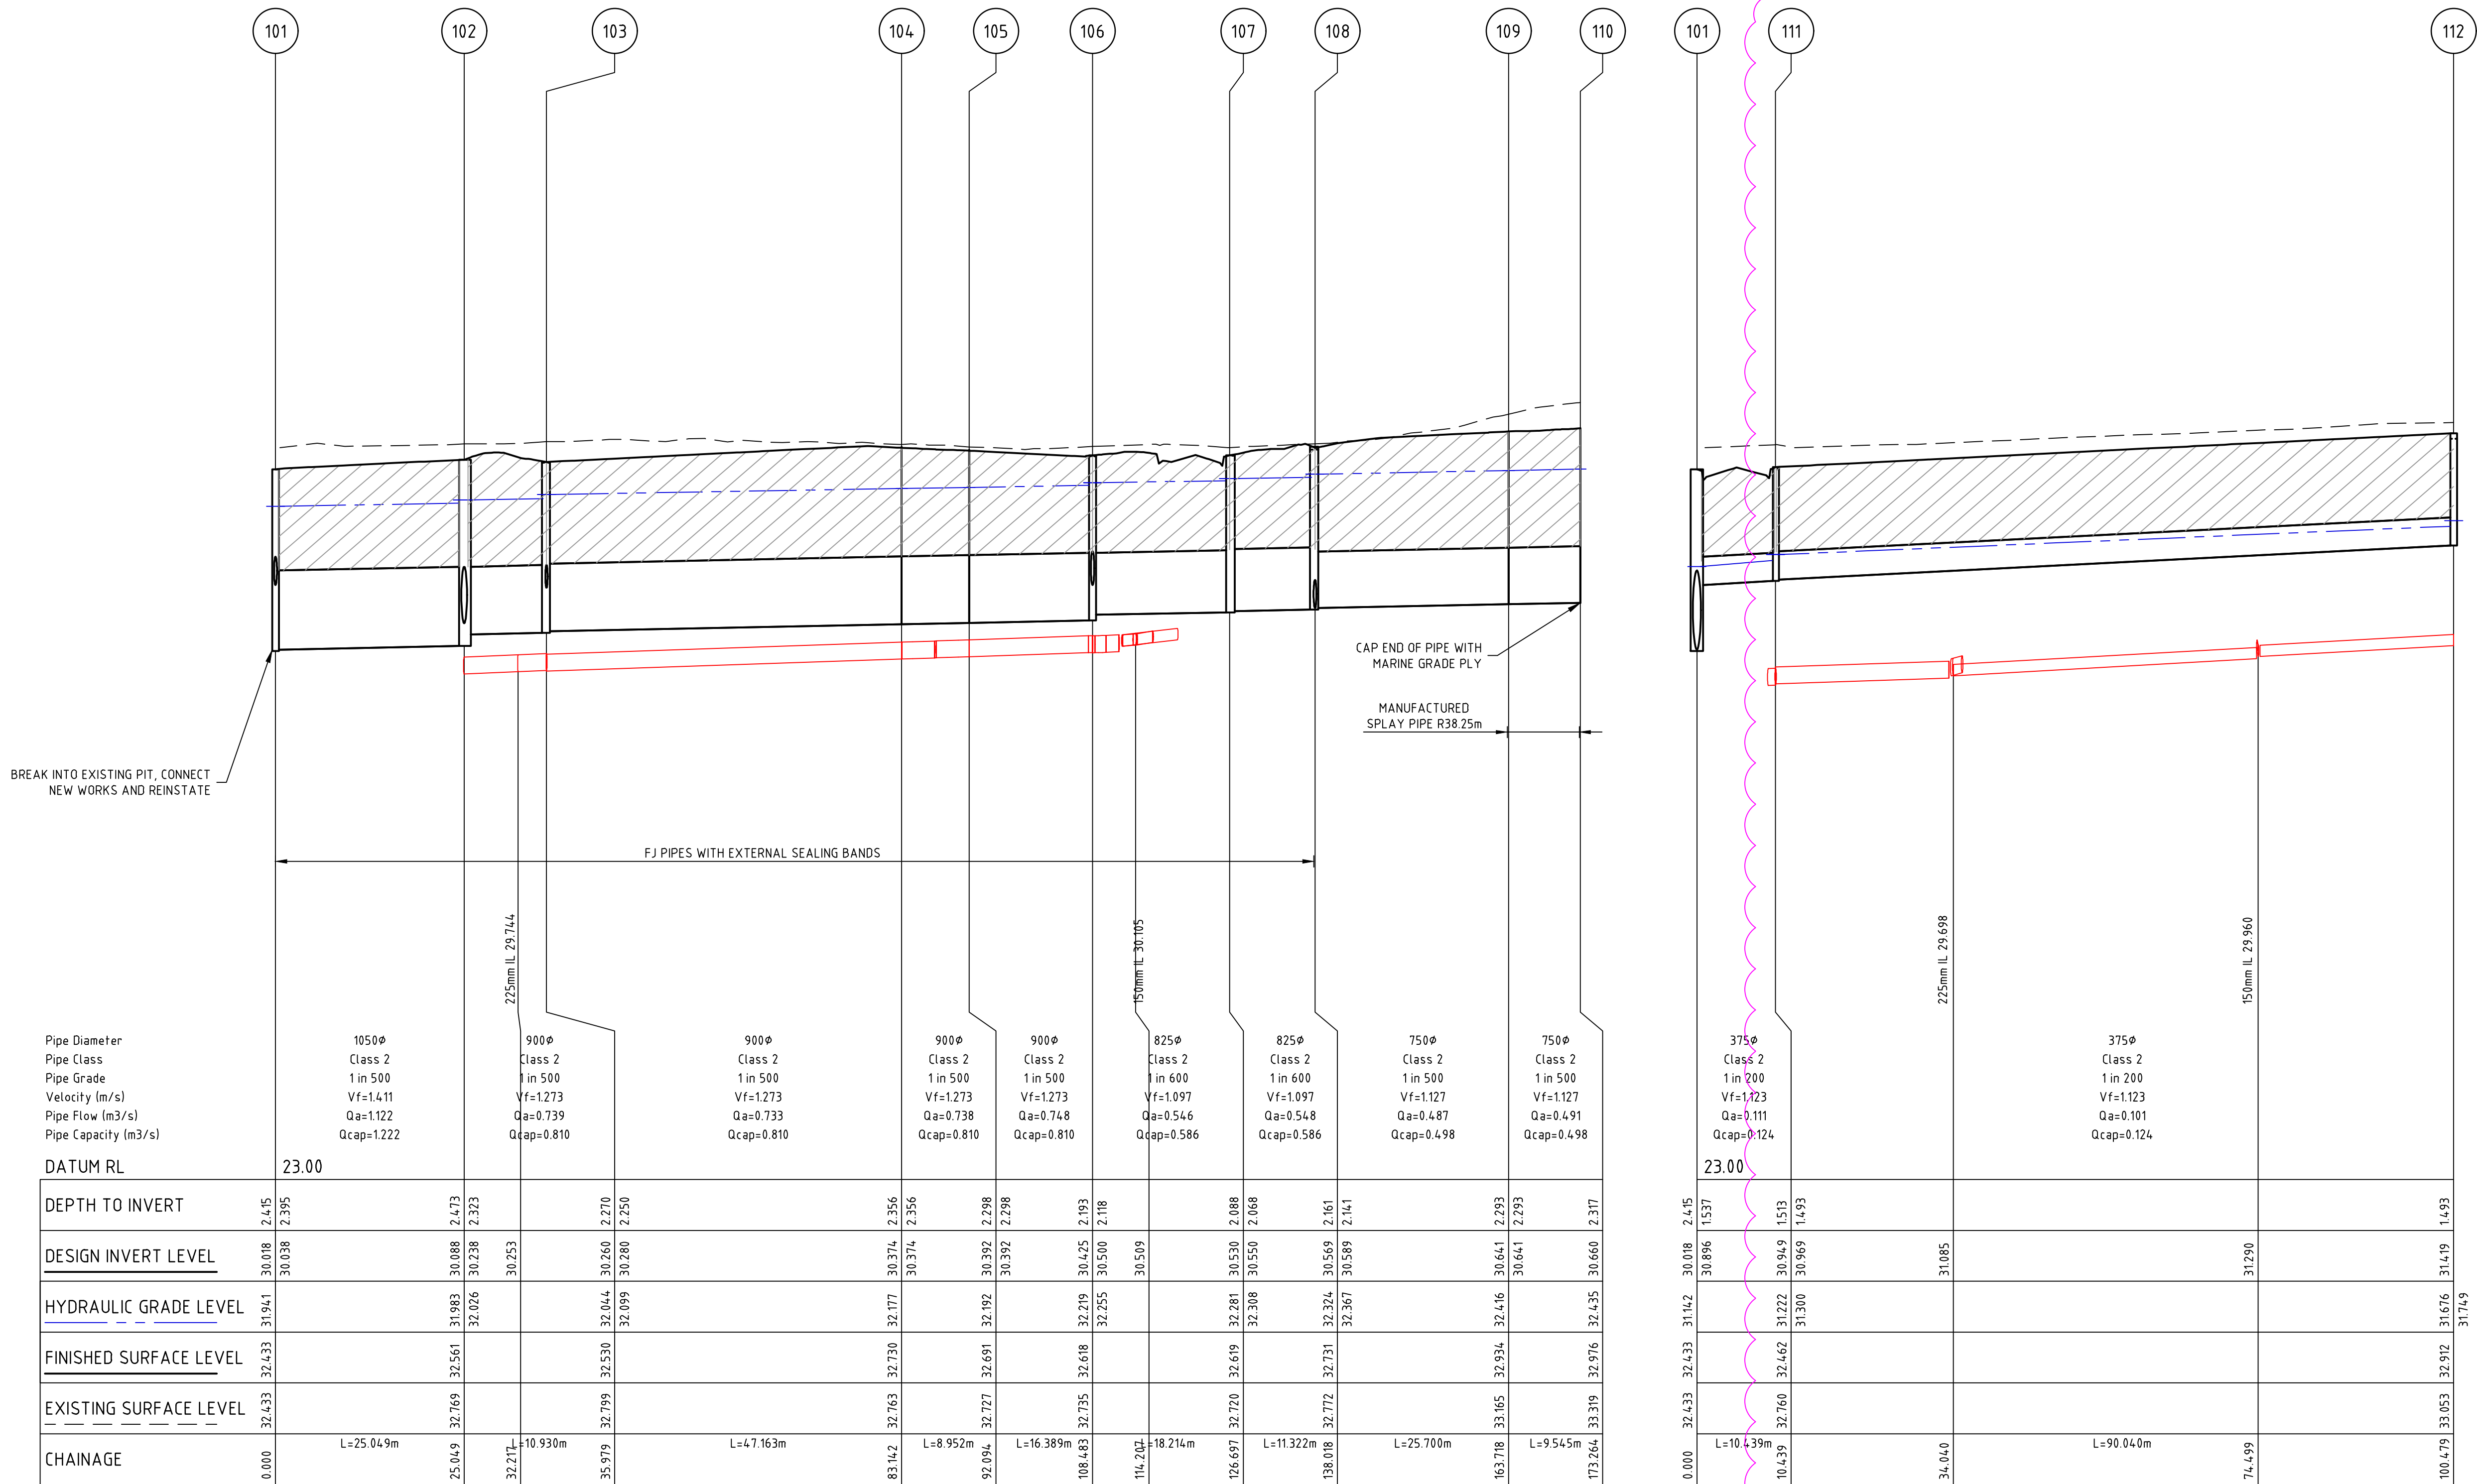 101 102 103 104 105 106 107 108 109 110 101 111 112
CAP END OF PIPE WITH
MARINE GRADE PLY
MANUFACTURED
SPLAY PIPE R38.25m
BREAK INTO EXISTING PIT, CONNECT
NEW WORKS AND REINSTATE
FJ PIPES WITH EXTERNAL SEALING BANDS
225mm IL 29.744
150mm IL 30.105
225mm IL 29.698
150mm IL 29.960
Pipe Diameter 1050ø 900ø 900ø 900ø 900ø 825ø 825ø 750ø 750ø 375ø 375ø
Pipe Class Class 2 Class 2 Class 2 Class 2 Class 2 Class 2 Class 2 Class 2 Class 2 Class 2 Class 2
Pipe Grade 1 in 500 1 in 500 1 in 500 1 in 500 1 in 500 1 in 600 1 in 600 1 in 500 1 in 500 1 in 200 1 in 200
Velocity (m/s) Vf=1.411 Vf=1.273 Vf=1.273 Vf=1.273 Vf=1.273 Vf=1.097 Vf=1.097 Vf=1.127 Vf=1.127 Vf=1.123 Vf=1.123
Pipe Flow (m3/s) Qa=1.122 Qa=0.739 Qa=0.733 Qa=0.738 Qa=0.748 Qa=0.546 Qa=0.548 Qa=0.487 Qa=0.491 Qa=0.111 Qa=0.101
Pipe Capacity (m3/s) Qcap=1.222 Qcap=0.810 Qcap=0.810 Qcap=0.810 Qcap=0.810 Qcap=0.586 Qcap=0.586 Qcap=0.498 Qcap=0.498 Qcap=0.124 Qcap=0.124
DATUM RL 23.00 23.00
DEPTH TO INVERT 2.415 2.395 2.473 2.323 2.270 2.250 2.356 2.356 2.298 2.298 2.193 2.118 2.088 2.068 2.161 2.141 2.293 2.293 2.317 2.415 1.537 1.513 1.493 1.493
DESIGN INVERT LEVEL 30.018 30.038 30.088 30.238 30.253 30.260 30.280 30.374 30.374 30.392 30.392 30.425 30.500 30.509 30.530 30.550 30.569 30.589 30.641 30.641 30.660 30.018 30.896 30.949 30.969 31.085 31.290 31.419
HYDRAULIC GRADE LEVEL 31.941 31.983 32.026 32.044 32.099 32.177 32.192 32.219 32.255 32.281 32.308 32.324 32.367 32.416 32.435 31.142 31.222 31.300 31.676 31.749
FINISHED SURFACE LEVEL 32.433 32.561 32.530 32.730 32.691 32.618 32.619 32.731 32.934 32.976 32.433 32.462 32.912
EXISTING SURFACE LEVEL 32.433 32.769 32.799 32.763 32.727 32.735 32.720 32.772 33.165 33.319 32.433 32.760 33.053
L=25.049m L=10.930m L=47.163m L=8.952m L=16.389m L=18.214m L=11.322m L=25.700m L=9.545m L=10.439m L=90.040m
CHAINAGE 0.000 25.049 32.217 35.979 83.142 92.094 108.483 114.207 126.697 138.018 163.718 173.264 0.000 10.439 34.040 74.499 100.479